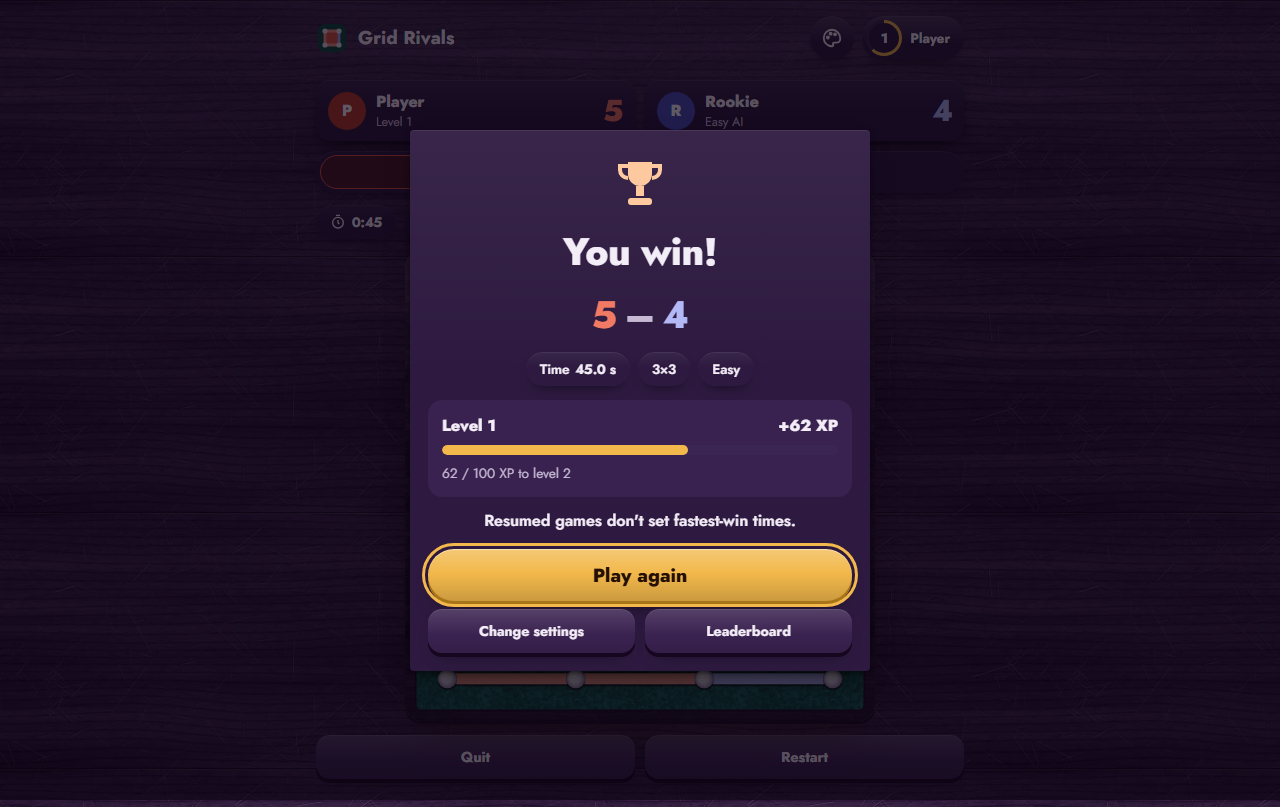 Grid Rivals
1 Player
P Player 5
Level 1
R Rookie 4
Easy AI
0:45
You win!
5 – 4
Time 45.0 s
3×3
Easy
Level 1 +62 XP
62 / 100 XP to level 2
Resumed games don't set fastest-win times.
Play again
Change settings
Leaderboard
Quit
Restart